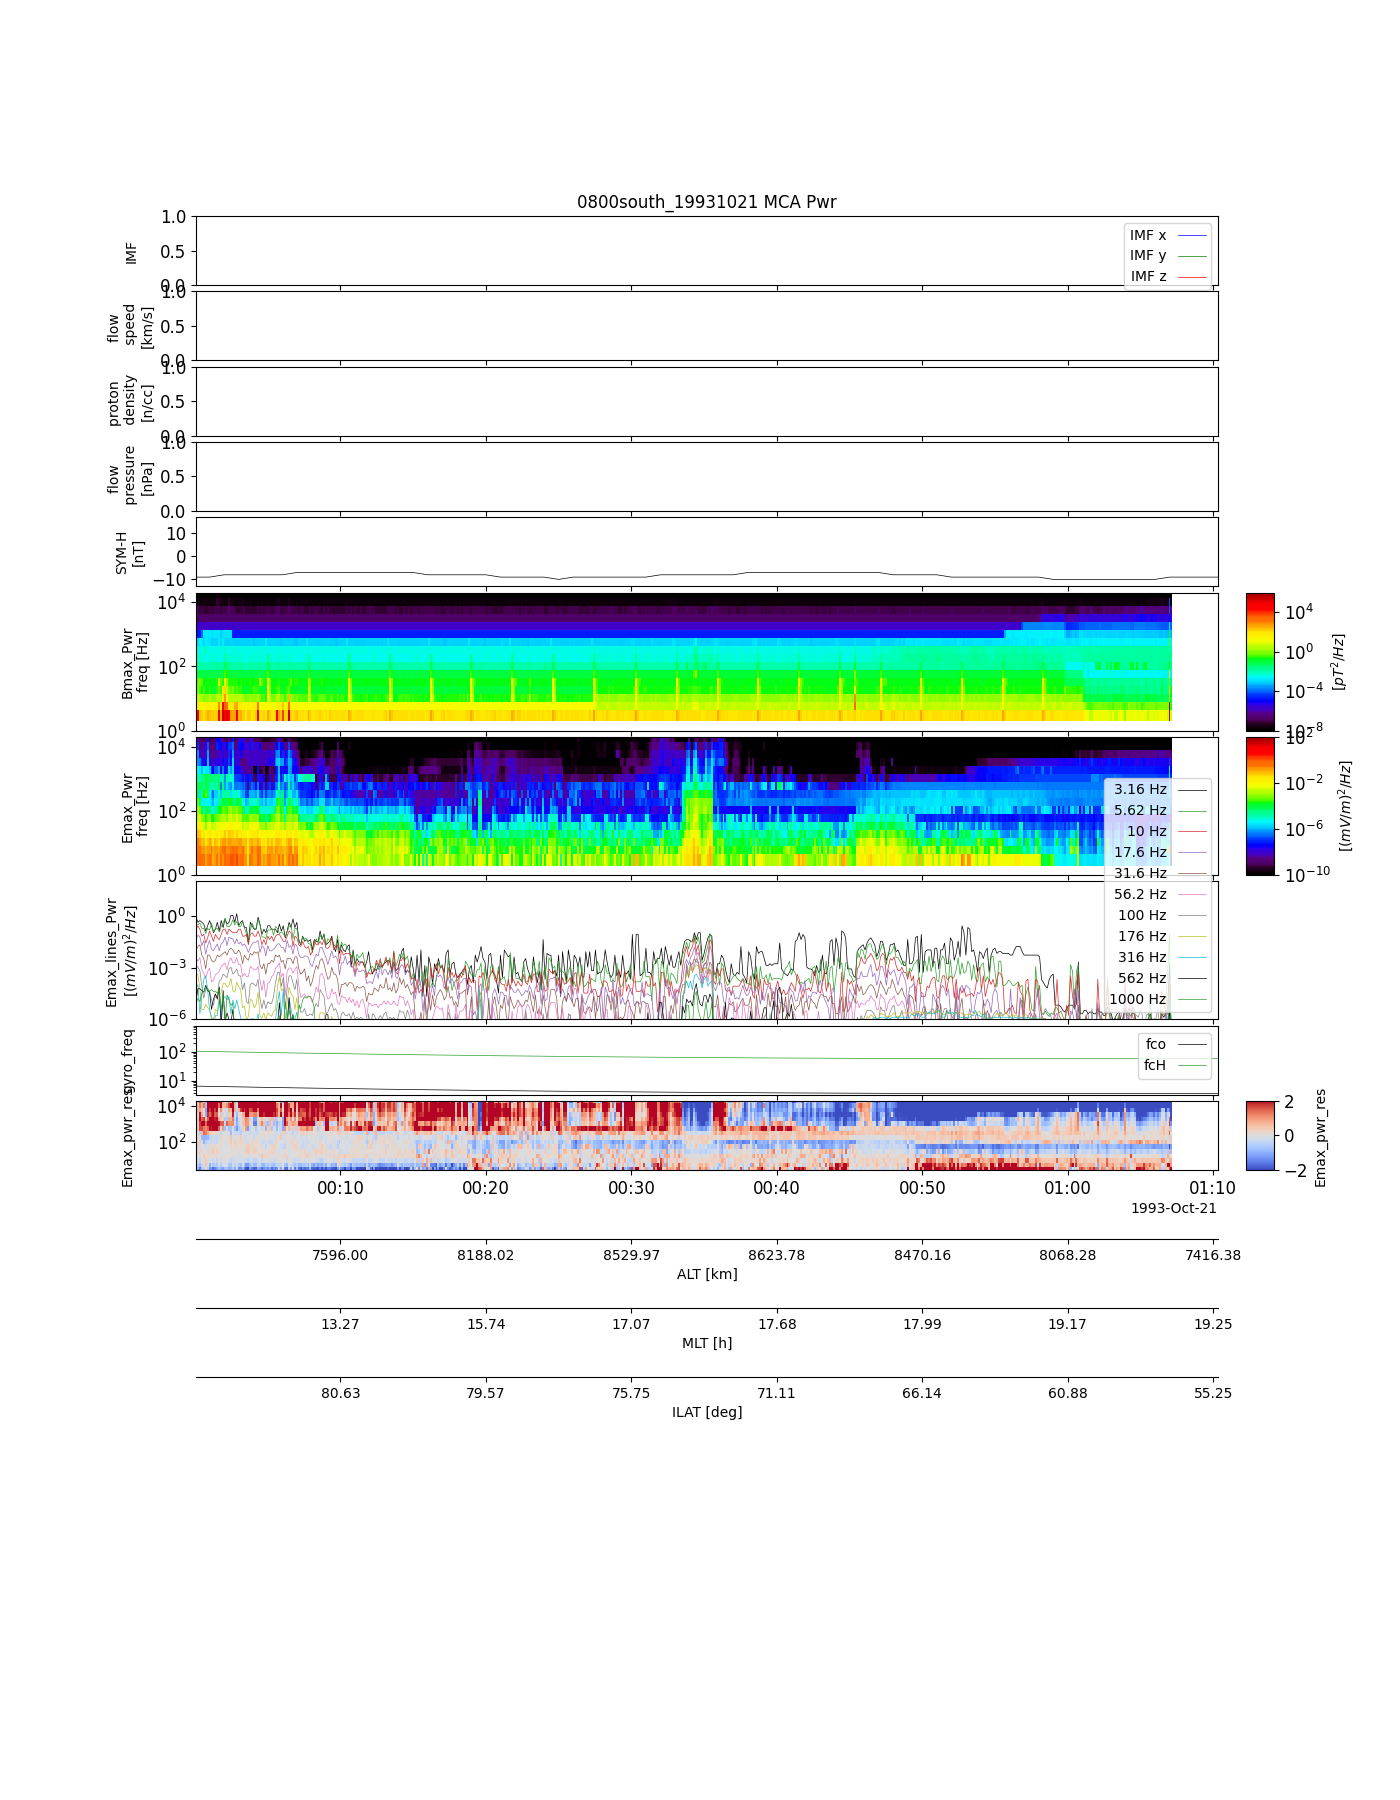 0800south_19931021 MCA Pwr
1.0
0.5
0.0
IMF
IMF x
IMF y
IMF z
1.0
0.5
0.0
flow
speed
[km/s]
1.0
0.5
0.0
proton
density
[n/cc]
1.0
0.5
0.0
flow
pressure
[nPa]
10
0
−10
SYM-H
[nT]
10^4
10^2
10^0
Bmax_Pwr
freq [Hz]
10^4
10^0
10^−4
10^−8
[pT^2/Hz]
10^4
10^2
10^0
Emax_Pwr
freq [Hz]
10^2
10^−2
10^−6
10^−10
[(mV/m)^2/Hz]
3.16 Hz
5.62 Hz
10 Hz
17.6 Hz
31.6 Hz
56.2 Hz
100 Hz
176 Hz
316 Hz
562 Hz
1000 Hz
10^0
10^−3
10^−6
Emax_lines_Pwr
[(mV/m)^2/Hz]
10^2
10^1
gyro_freq
fco
fcH
10^4
10^2
Emax_pwr_res
2
0
−2
Emax_pwr_res
00:10 00:20 00:30 00:40 00:50 01:00 01:10
1993-Oct-21
7596.00 8188.02 8529.97 8623.78 8470.16 8068.28 7416.38
ALT [km]
13.27 15.74 17.07 17.68 17.99 19.17 19.25
MLT [h]
80.63 79.57 75.75 71.11 66.14 60.88 55.25
ILAT [deg]